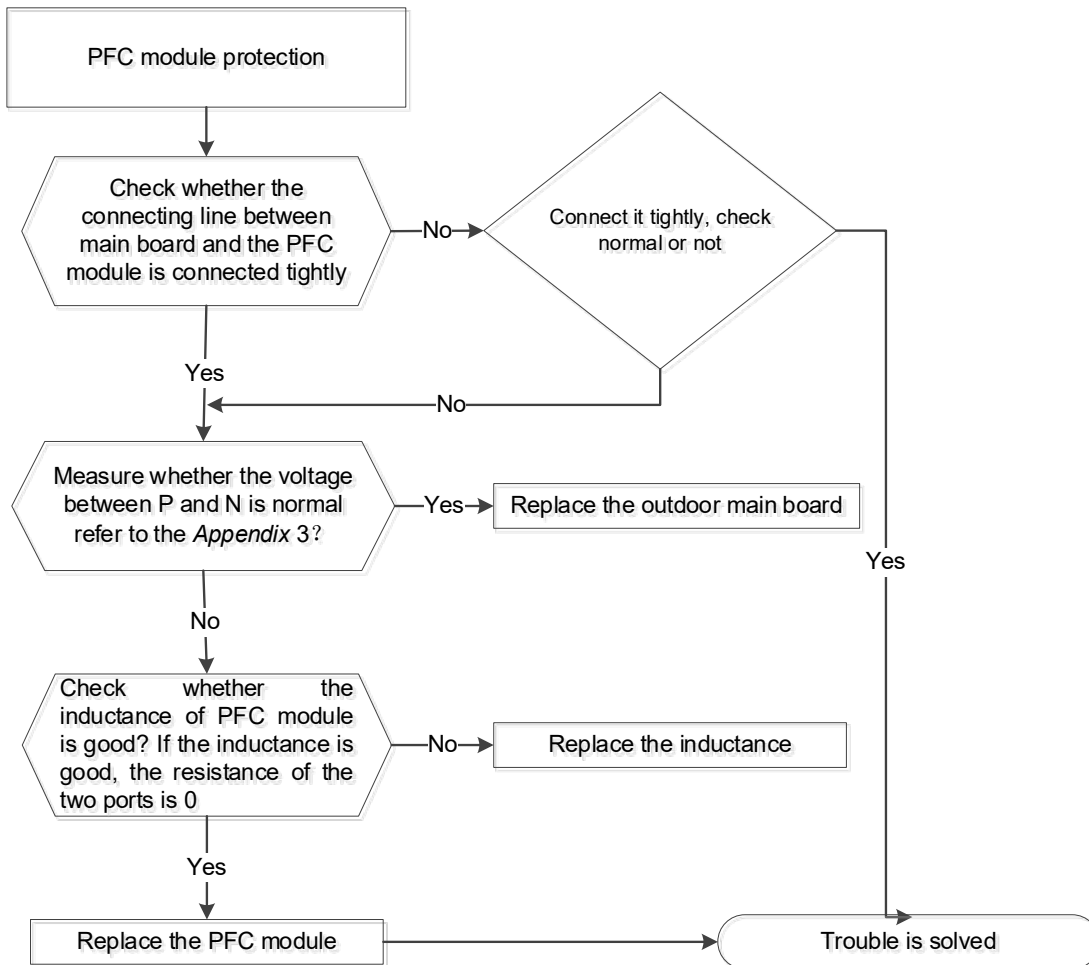 PFC module protection
Check whether the
connecting line between
main board and the PFC
module is connected tightly
No
Connect it tightly, check
normal or not
Yes
No
Measure whether the voltage
between P and N is normal
refer to the Appendix 3？
Yes
Replace the outdoor main board
Yes
No
Check whether the
inductance of PFC module
is good? If the inductance is
good, the resistance of the
two ports is 0
No
Replace the inductance
Yes
Replace the PFC module
Trouble is solved